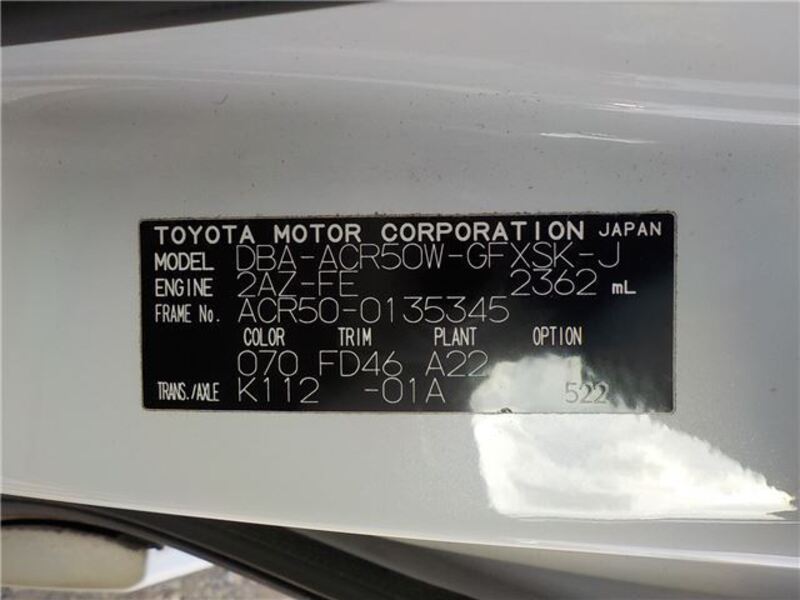 TOYOTA MOTOR CORPORATION JAPAN
MODEL DBA-ACR50W-GFXSK-J
ENGINE 2AZ-FE 2362 mL
FRAME No. ACR50-0135345
COLOR TRIM PLANT OPTION
070 FD46 A22
TRANS./AXLE K112 -01A 522